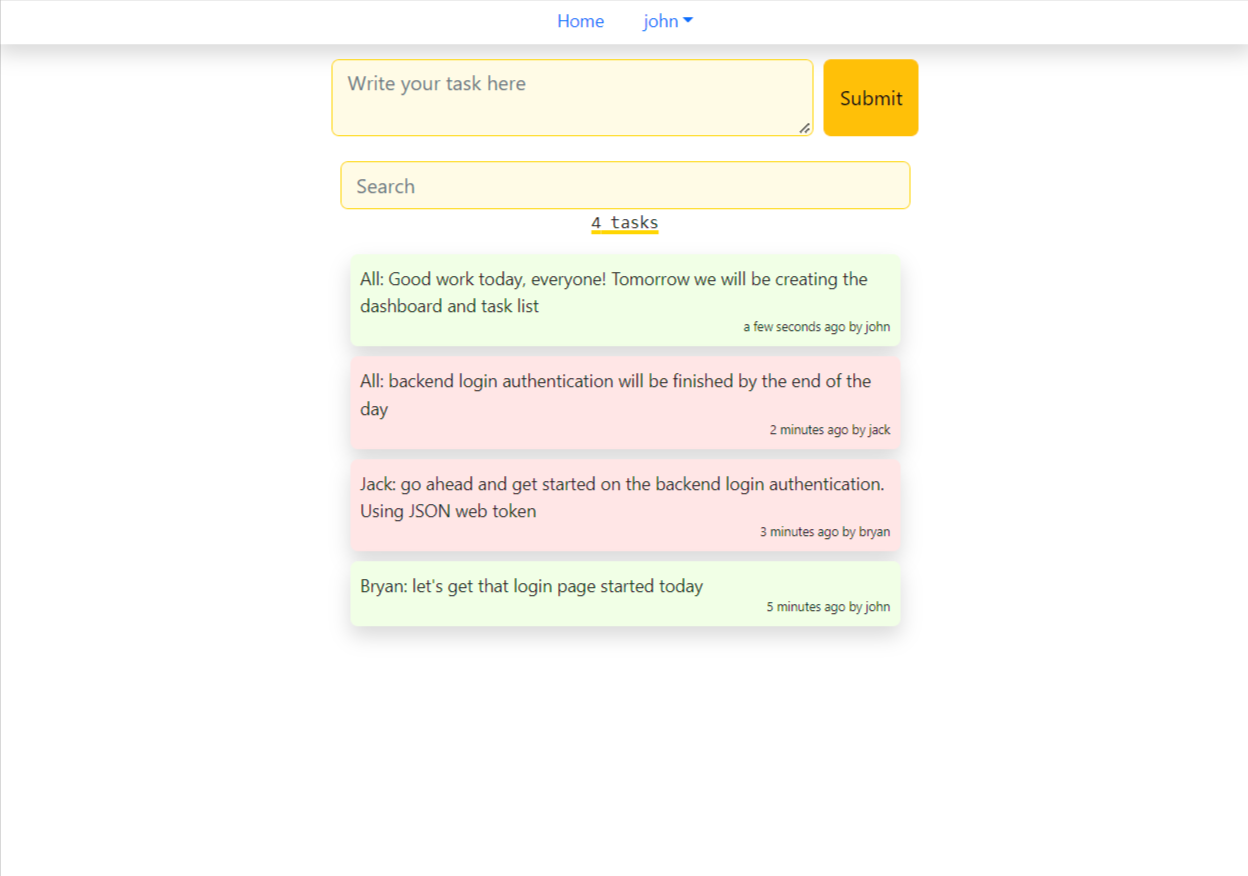 Home john
Write your task here
Submit
Search
4 tasks
All: Good work today, everyone! Tomorrow we will be creating the
dashboard and task list
a few seconds ago by john
All: backend login authentication will be finished by the end of the
day
2 minutes ago by jack
Jack: go ahead and get started on the backend login authentication.
Using JSON web token
3 minutes ago by bryan
Bryan: let's get that login page started today
5 minutes ago by john